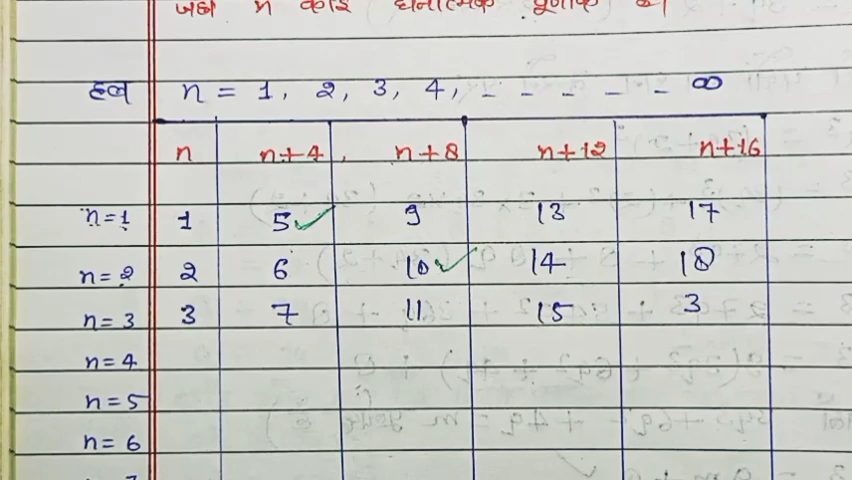 जहाँ n कोई धनात्मक पूर्णांक है।
हल n = 1, 2, 3, 4, - - - - - ∞
n n+4, n+8 n+12 n+16
n=1 1 5✓ 9 13 17
n=2 2 6 10✓ 14 18
n=3 3 7 11 15 3
n=4
n=5
n=6